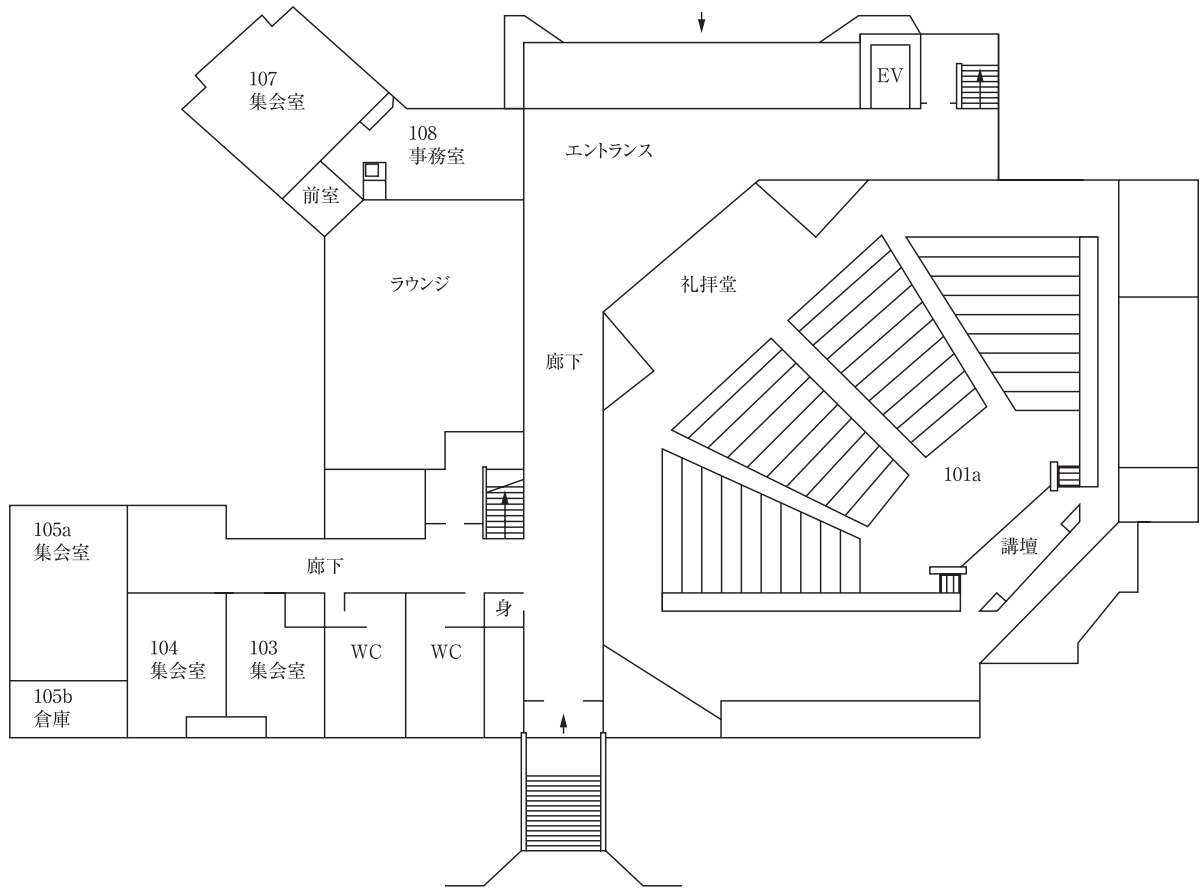 107
集会室
108
事務室
EV
エントランス
前室
ラウンジ
礼拝堂
廊下
101a
講壇
105a
集会室
廊下
身
104
集会室
103
集会室
WC
WC
105b
倉庫